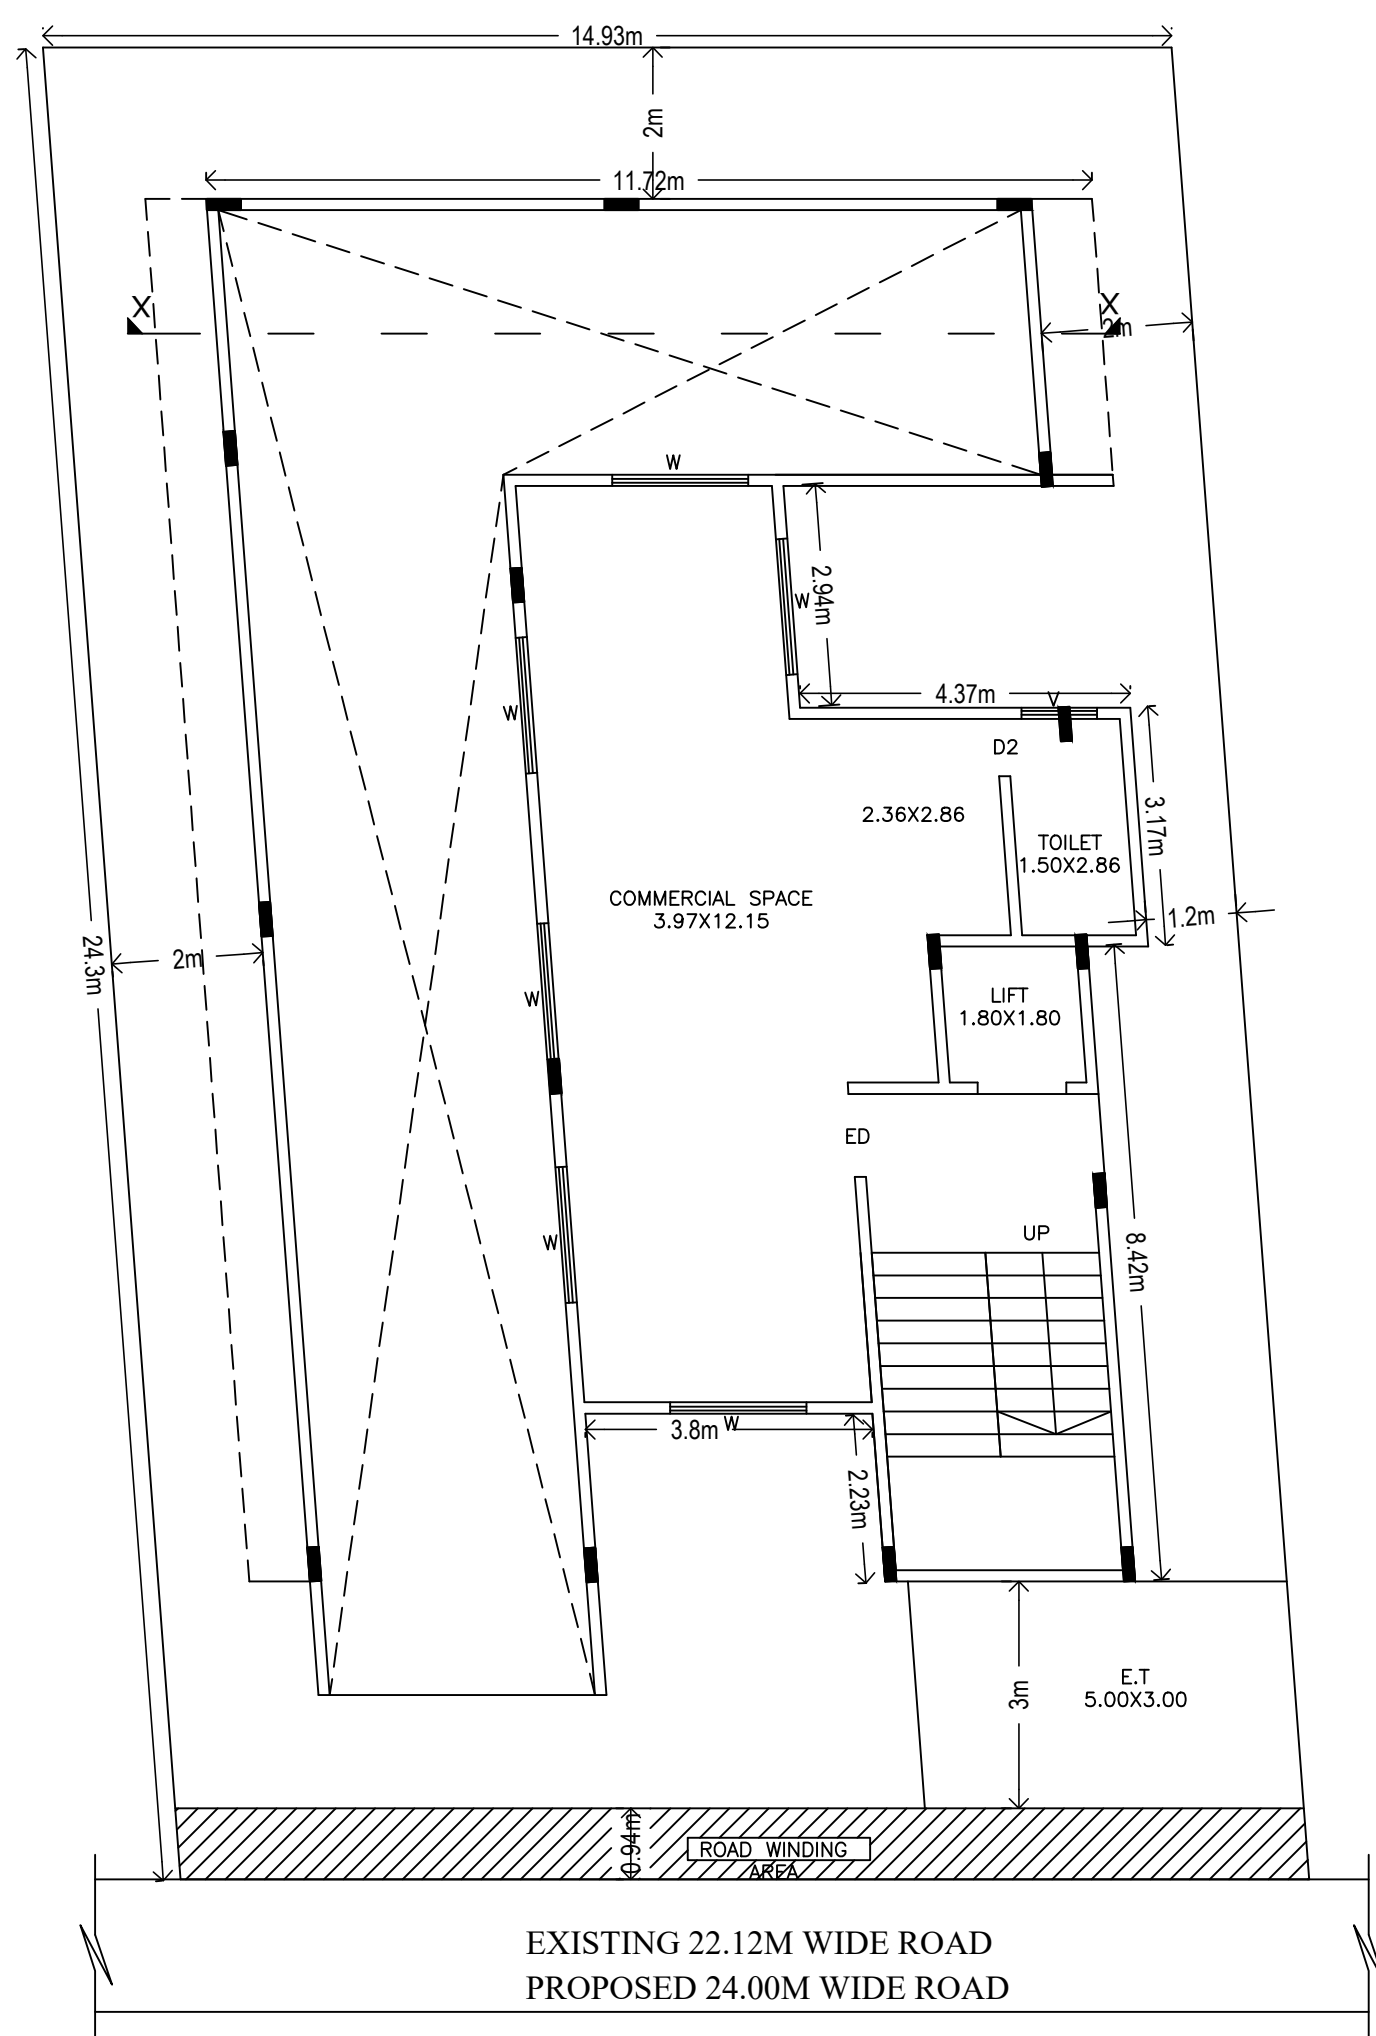 14.93m
2m
11.72m
X
X
2m
W
2.94m
W
4.37m
V
W
D2
2.36X2.86
3.17m
TOILET
1.50X2.86
COMMERCIAL SPACE
3.97X12.15
1.2m
24.3m
2m
W
LIFT
1.80X1.80
ED
UP
W
8.42m
3.8m
W
2.23m
E.T
5.00X3.00
3m
0.94m
ROAD WINDING
AREA
EXISTING 22.12M WIDE ROAD
PROPOSED 24.00M WIDE ROAD